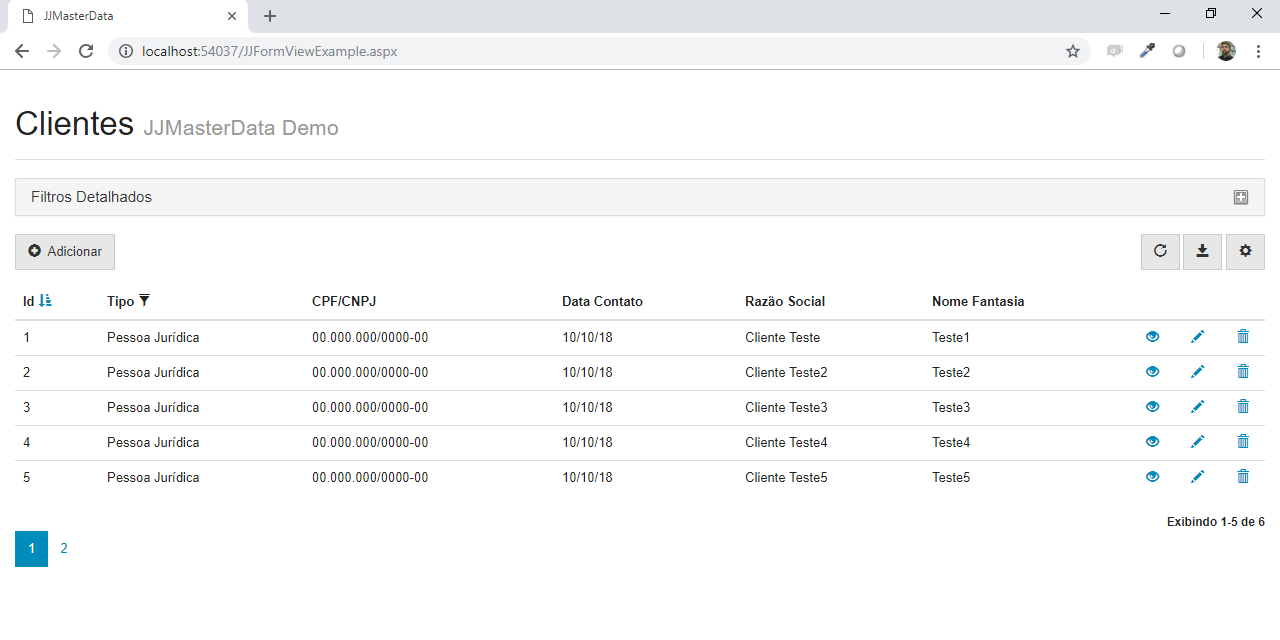 JJMasterData
localhost:54037/JJFormViewExample.aspx
Clientes JJMasterData Demo
Filtros Detalhados
Adicionar
Id Tipo CPF/CNPJ Data Contato Razão Social Nome Fantasia
1 Pessoa Jurídica 00.000.000/0000-00 10/10/18 Cliente Teste Teste1
2 Pessoa Jurídica 00.000.000/0000-00 10/10/18 Cliente Teste2 Teste2
3 Pessoa Jurídica 00.000.000/0000-00 10/10/18 Cliente Teste3 Teste3
4 Pessoa Jurídica 00.000.000/0000-00 10/10/18 Cliente Teste4 Teste4
5 Pessoa Jurídica 00.000.000/0000-00 10/10/18 Cliente Teste5 Teste5
Exibindo 1-5 de 6
1 2